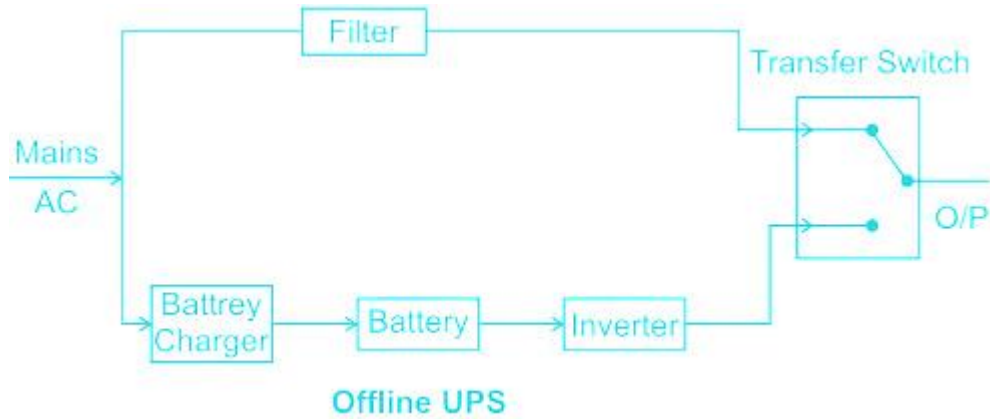 Filter
Transfer Switch
Mains
AC
O/P
Battrey
Charger
Battery
Inverter
Offline UPS